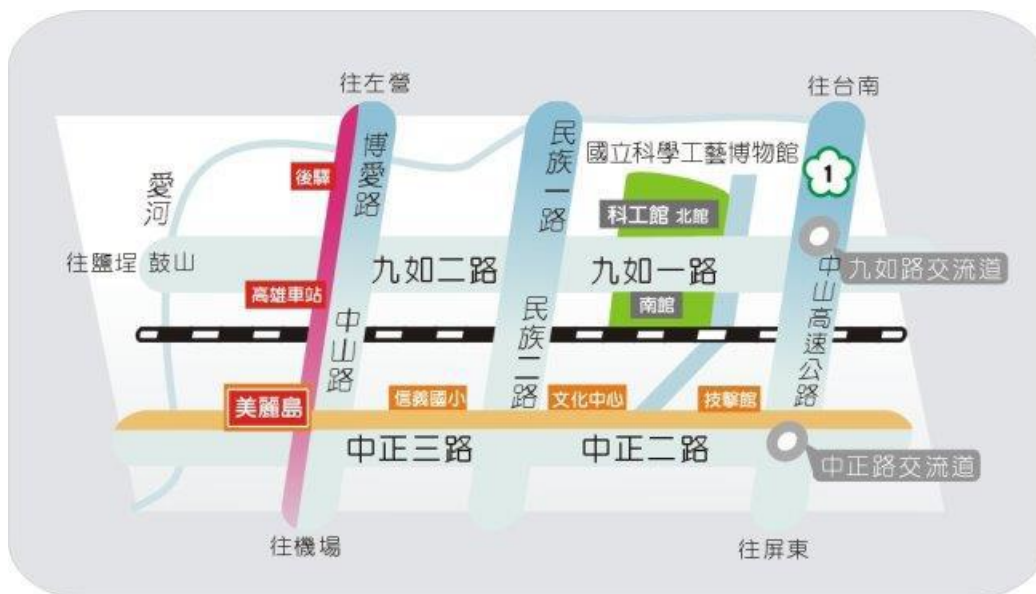 往左營
往台南
博愛路
民族一路
國立科學工藝博物館
1
後驛
愛河
科工館 北館
往鹽埕 鼓山
九如二路
九如一路
九如路交流道
高雄車站
南館
中山路
民族二路
中山高速公路
美麗島
信義國小
文化中心
技擊館
中正三路
中正二路
中正路交流道
往機場
往屏東